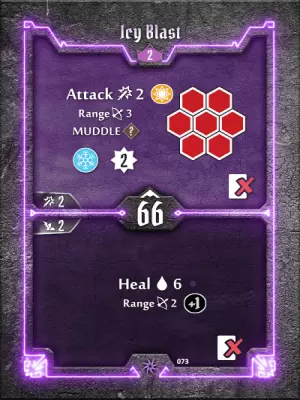 Icy Blast
2
Attack 2
Range 3
MUDDLE ?
2
2
66
2
Heal 6
Range 2 +1
073